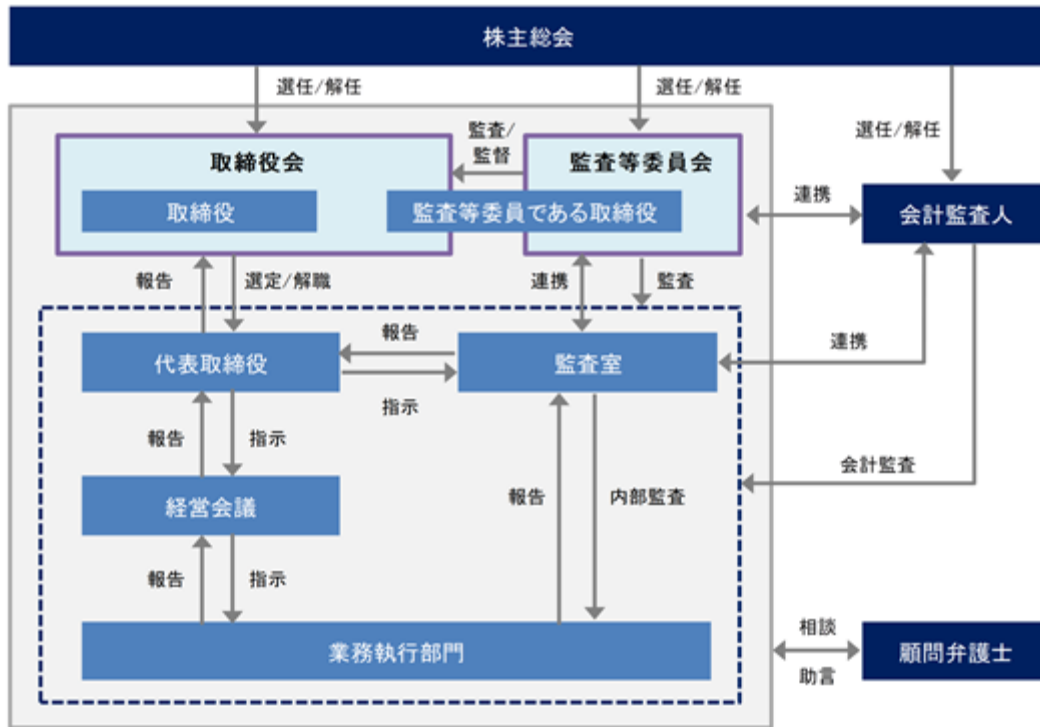 株主総会
選任/解任
選任/解任
選任/解任
取締役会
監査/
監督
監査等委員会
取締役
監査等委員である取締役
連携
会計監査人
報告
選定/解職
連携
監査
代表取締役
報告
指示
監査室
連携
報告
指示
会計監査
経営会議
報告
内部監査
報告
指示
業務執行部門
相談
助言
顧問弁護士